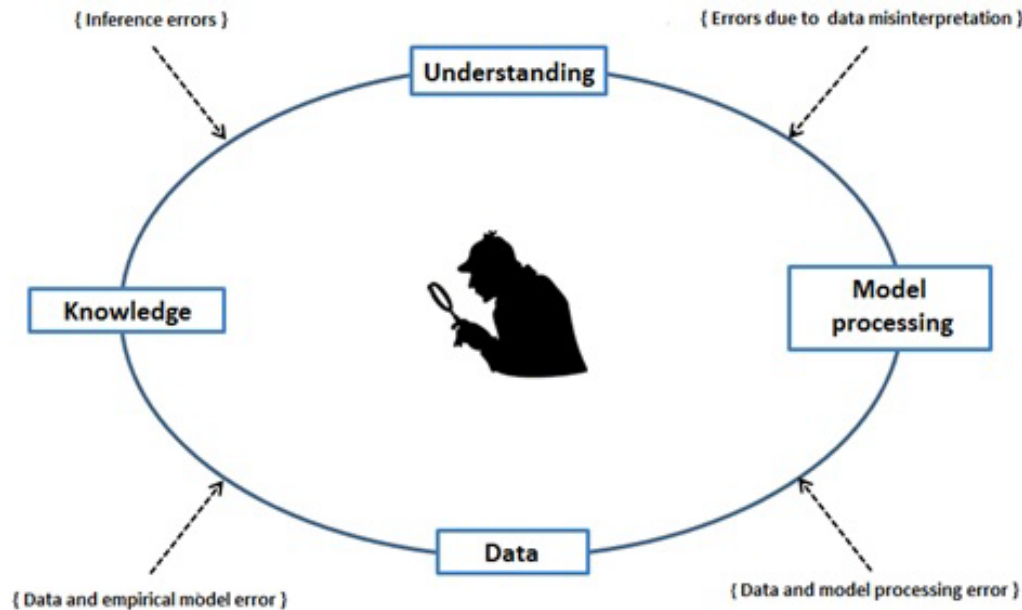 { Inference errors }
{ Errors due to data misinterpretation }
Understanding
Knowledge
Model
processing
Data
{ Data and empirical model error }
{ Data and model processing error }